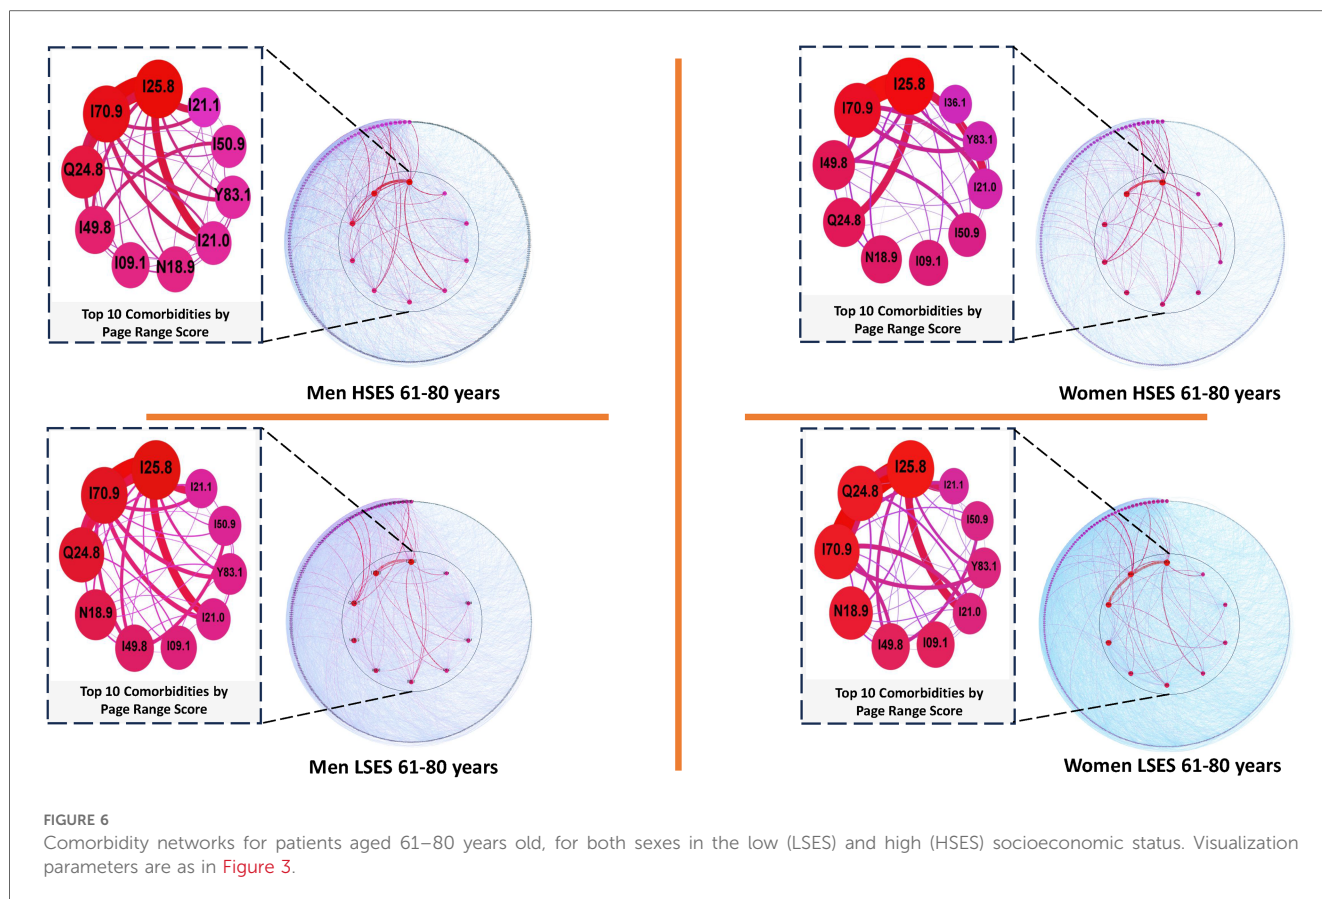 I25.8
I70.9
I21.1
I50.9
Q24.8
Y83.1
I49.8
I21.0
I09.1
N18.9
Top 10 Comorbidities by
Page Range Score
Men HSES 61-80 years
I25.8
I70.9
I36.1
Y83.1
I49.8
I21.0
Q24.8
I50.9
N18.9
I09.1
Top 10 Comorbidities by
Page Range Score
Women HSES 61-80 years
I25.8
I70.9
I21.1
I50.9
Q24.8
Y83.1
N18.9
I21.0
I49.8
I09.1
Top 10 Comorbidities by
Page Range Score
Men LSES 61-80 years
I25.8
Q24.8
I21.1
I50.9
I70.9
Y83.1
N18.9
I21.0
I49.8
I09.1
Top 10 Comorbidities by
Page Range Score
Women LSES 61-80 years
FIGURE 6
Comorbidity networks for patients aged 61–80 years old, for both sexes in the low (LSES) and high (HSES) socioeconomic status. Visualization
parameters are as in Figure 3.